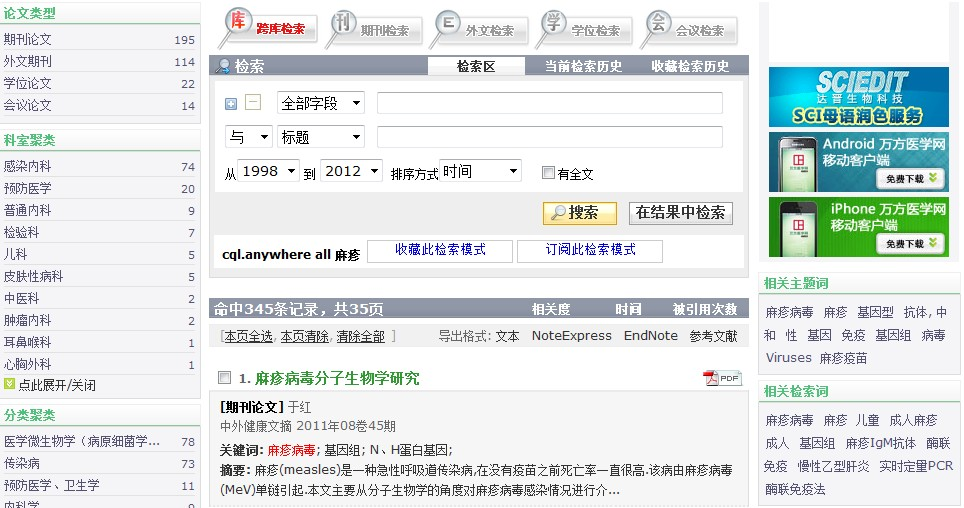 论文类型
期刊论文 195
外文期刊 114
学位论文 22
会议论文 14
科室聚类
感染内科 74
预防医学 20
普通内科 9
检验科 7
儿科 5
皮肤性病科 5
中医科 2
肿瘤内科 2
耳鼻喉科 1
心胸外科 1
点此展开/关闭
分类聚类
医学微生物学（病原细菌学... 78
传染病 73
预防医学、卫生学 11
内科学 9
库 跨库检索 刊 期刊检索 E 外文检索 学 学位检索 会 会议检索
检索 检索区 当前检索历史 收藏检索历史
全部字段
与 标题
从 1998 到 2012 排序方式 时间 有全文
搜索 在结果中检索
cql.anywhere all 麻疹 收藏此检索模式 订阅此检索模式
命中345条记录，共35页 相关度 时间 被引用次数
[本页全选, 本页清除, 清除全部 ] 导出格式: 文本 NoteExpress EndNote 参考文献
1. 麻疹病毒分子生物学研究 PDF
[期刊论文] 于红
中外健康文摘 2011年08卷45期
关键词: 麻疹病毒; 基因组; N、H蛋白基因;
摘要: 麻疹(measles)是一种急性呼吸道传染病,在没有疫苗之前死亡率一直很高.该病由麻疹病毒
(MeV)单链引起.本文主要从分子生物学的角度对麻疹病毒感染情况进行介...
SCIEDIT
达晋生物科技
SCI母语润色服务
Android 万方医学网
移动客户端
免费下载
iPhone 万方医学网
移动客户端
免费下载
相关主题词
麻疹病毒 麻疹 基因型 抗体, 中
和 性 基因 免疫 基因组 病毒
Viruses 麻疹疫苗
相关检索词
麻疹病毒 麻疹 儿童 成人麻疹
成人 基因组 麻疹IgM抗体 酶联
免疫 慢性乙型肝炎 实时定量PCR
酶联免疫法